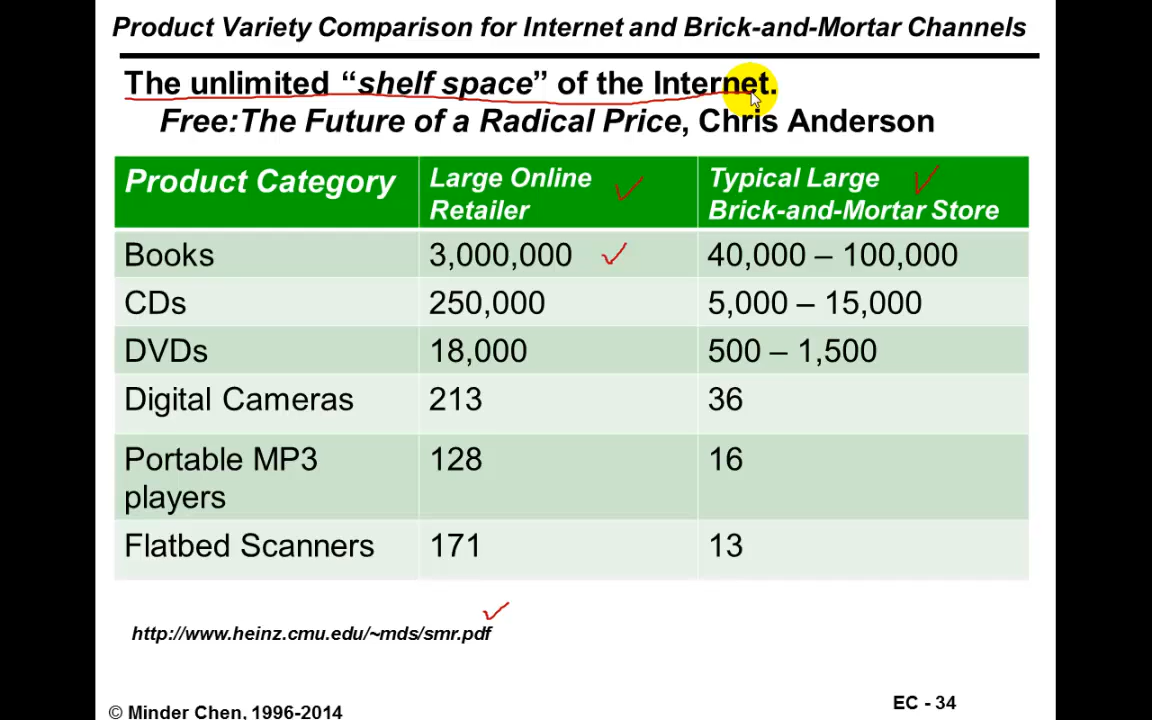 Product Variety Comparison for Internet and Brick-and-Mortar Channels
The unlimited “shelf space” of the Internet.
Free:The Future of a Radical Price, Chris Anderson
Product Category
Large Online
Retailer
Typical Large
Brick-and-Mortar Store
Books 3,000,000 40,000 – 100,000
CDs 250,000 5,000 – 15,000
DVDs 18,000 500 – 1,500
Digital Cameras 213 36
Portable MP3 128 16
players
Flatbed Scanners 171 13
http://www.heinz.cmu.edu/~mds/smr.pdf
© Minder Chen, 1996-2014
EC - 34